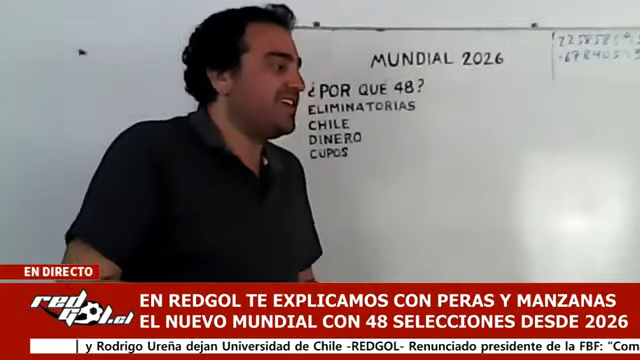 MUNDIAL 2026
¿POR QUÉ 48?
ELIMINATORIAS
CHILE
DINERO
CUPOS
EN DIRECTO
redgol.cl
EN REDGOL TE EXPLICAMOS CON PERAS Y MANZANAS
EL NUEVO MUNDIAL CON 48 SELECCIONES DESDE 2026
y Rodrigo Ureña dejan Universidad de Chile -REDGOL- Renunciado presidente de la FBF: “Com